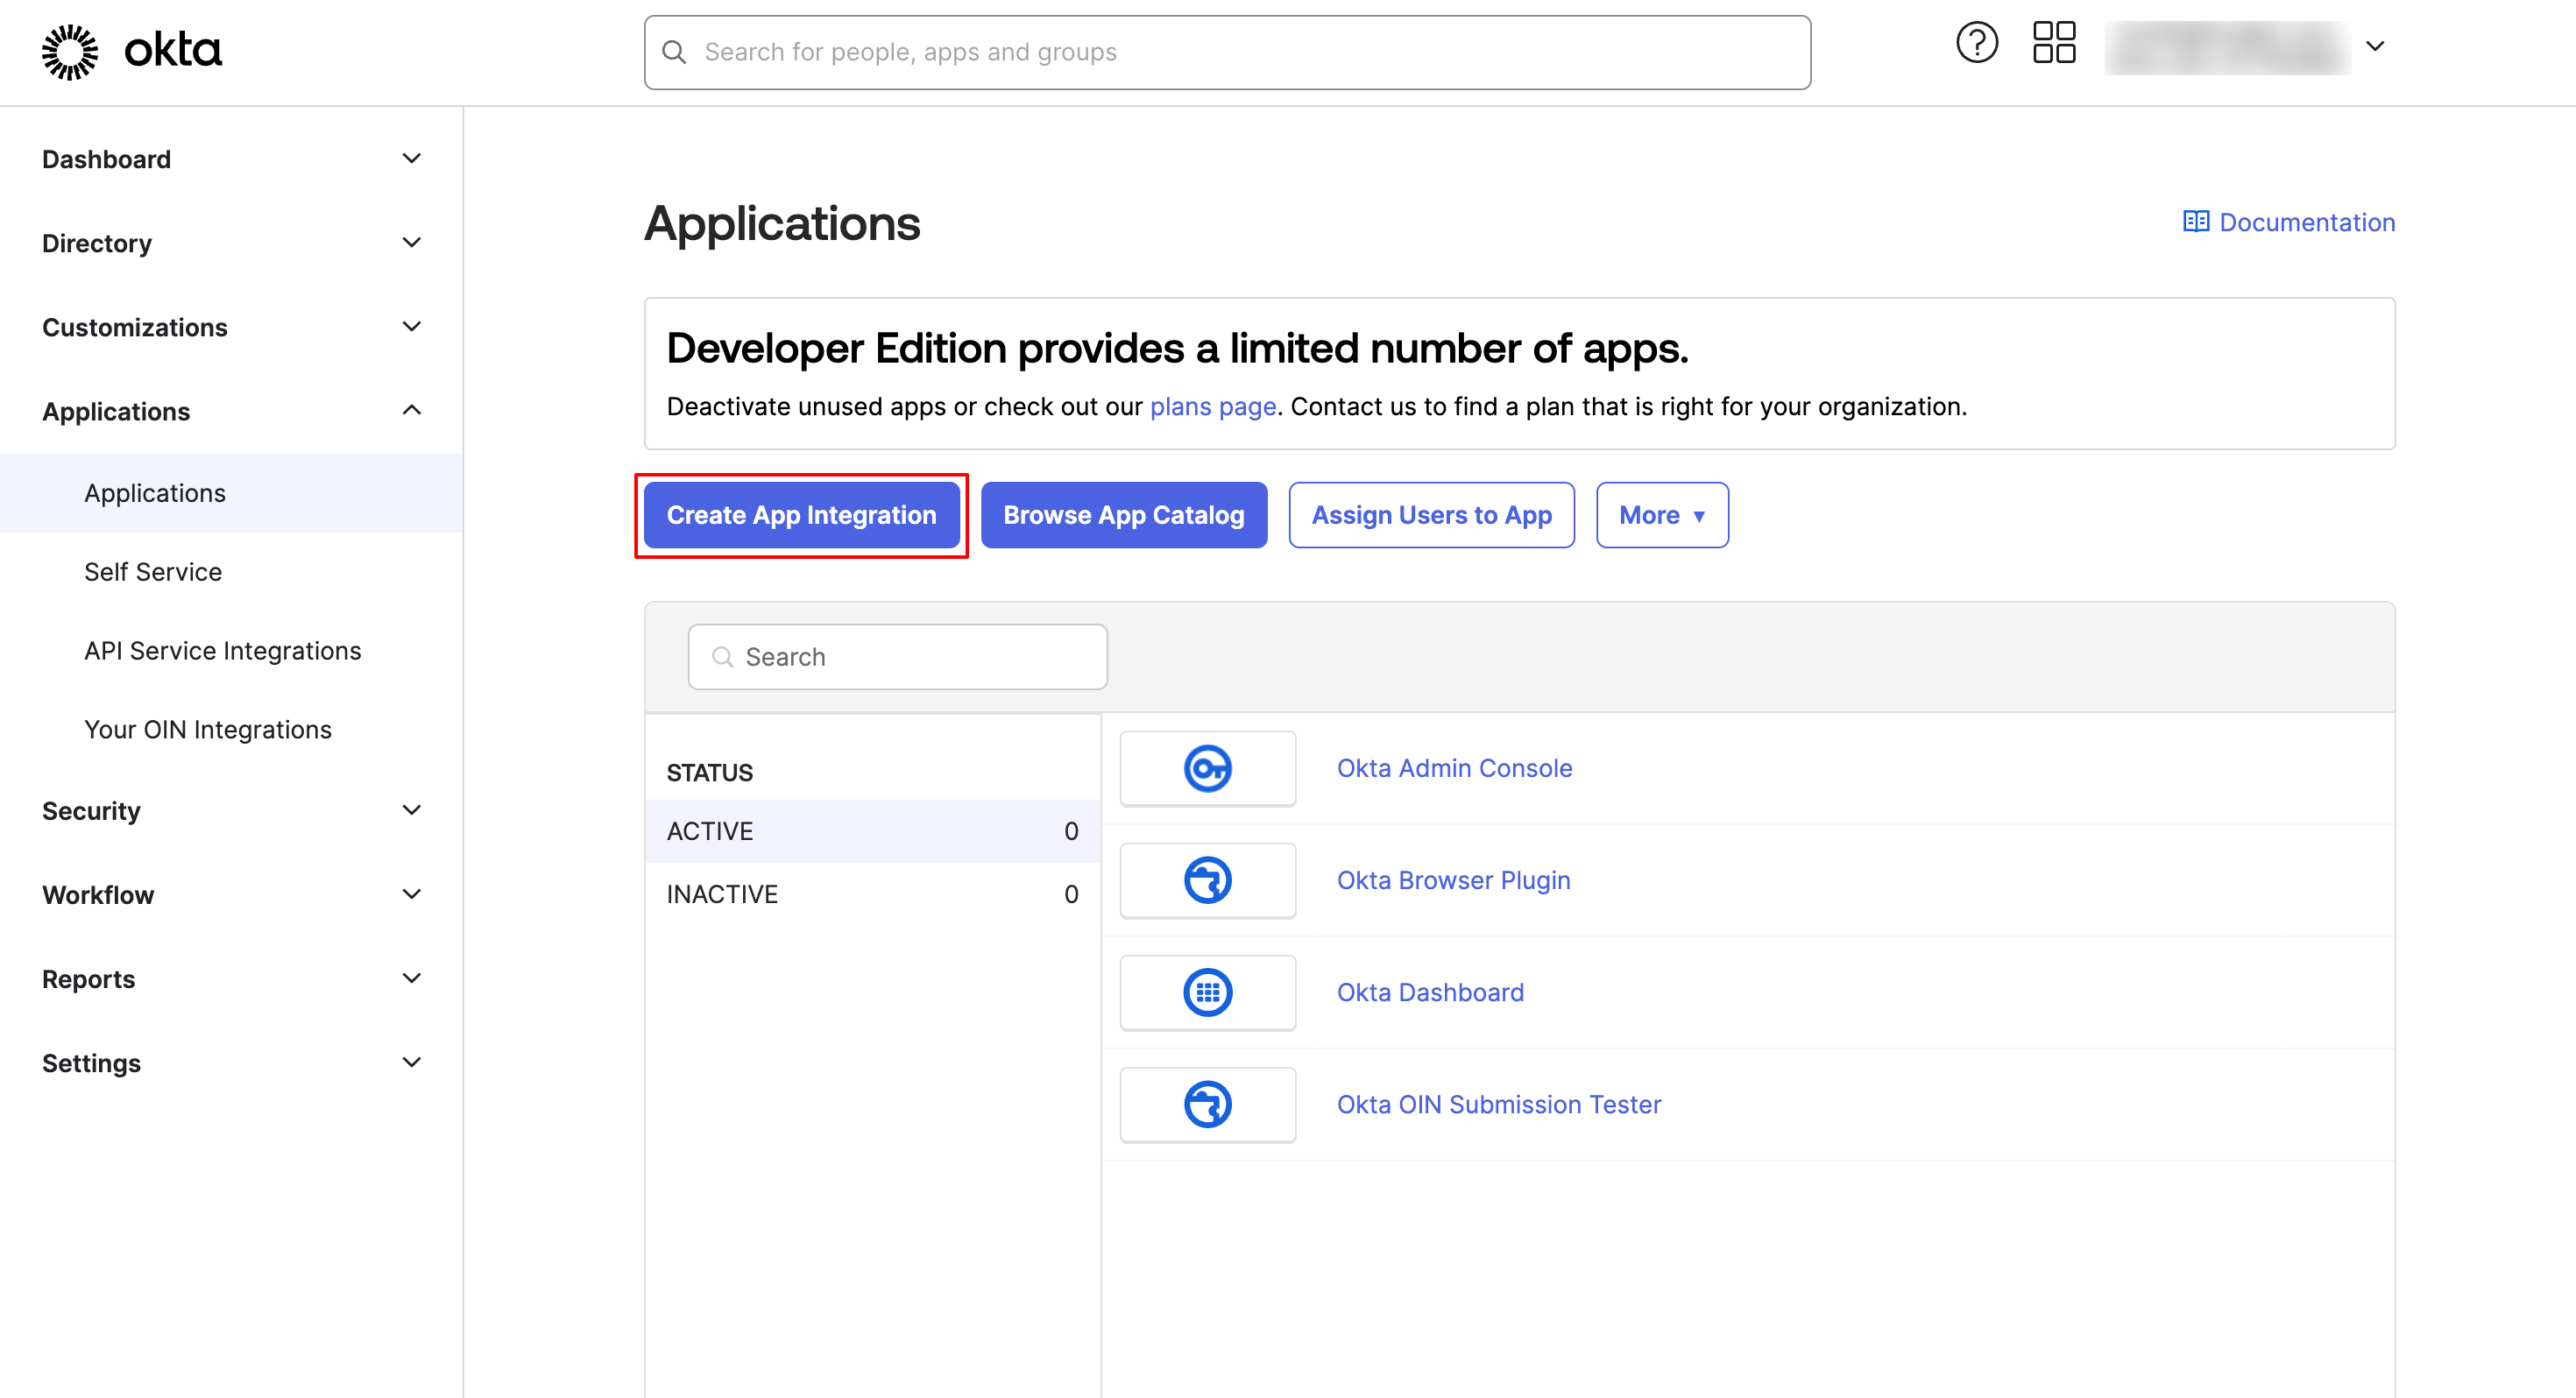 okta
Search for people, apps and groups
Dashboard
Directory
Customizations
Applications
Applications
Self Service
API Service Integrations
Your OIN Integrations
Security
Workflow
Reports
Settings
Applications
Documentation
Developer Edition provides a limited number of apps.
Deactivate unused apps or check out our plans page. Contact us to find a plan that is right for your organization.
Create App Integration
Browse App Catalog
Assign Users to App
More ▼
Search
STATUS
ACTIVE 0
INACTIVE 0
Okta Admin Console
Okta Browser Plugin
Okta Dashboard
Okta OIN Submission Tester